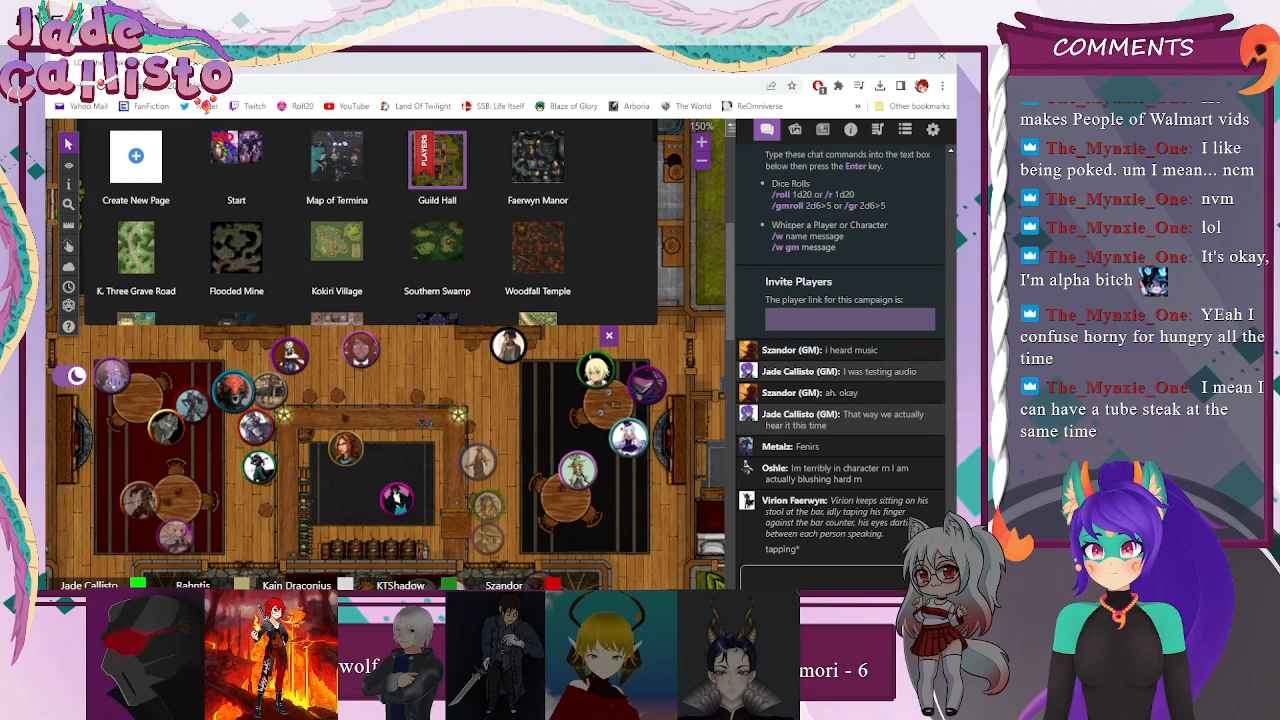 Jade
Callisto
COMMENTS
Yahoo Mail
FanFiction
Twitch
Roll20
YouTube
Land Of Twilight
SSB: Life Itself
Blaze of Glory
Arboria
The World
ReOmniverse
»
Other bookmarks
150%
PLAYERS
Create New Page
Start
Map of Termina
Guild Hall
Faerwyn Manor
K. Three Grave Road
Flooded Mine
Kokiri Village
Southern Swamp
Woodfall Temple
Type these chat commands into the text box
below then press the Enter key.
• Dice Rolls
/roll 1d20 or /r 1d20
/gmroll 2d6>5 or /gr 2d6>5
• Whisper a Player or Character
/w name message
/w gm message
Invite Players
The player link for this campaign is:
Szandor (GM): i heard music
Jade Callisto (GM): I was testing audio
Szandor (GM): ah. okay
Jade Callisto (GM): That way we actually
hear it this time
Metalz: Fenirs
Oshle: Im terribly in character rn I am
actually blushing hard rn
Virion Faerwyn: Virion keeps sitting on his
stool at the bar, idly taping his finger
against the bar counter, his eyes darti
between each person speaking.
tapping*
Jade Callisto
Kain Draconius
KTShadow
Szandor
wolf
mori - 6
makes People of Walmart vids
The_Mynxie_One: I like
being poked. um I mean... ncm
The_Mynxie_One: nvm
The_Mynxie_One: lol
The_Mynxie_One: It's okay,
I'm alpha bitch
The_Mynxie_One: YEah I
confuse horny for hungry all the
time
The_Mynxie_One: I mean I
can have a tube steak at the
same time